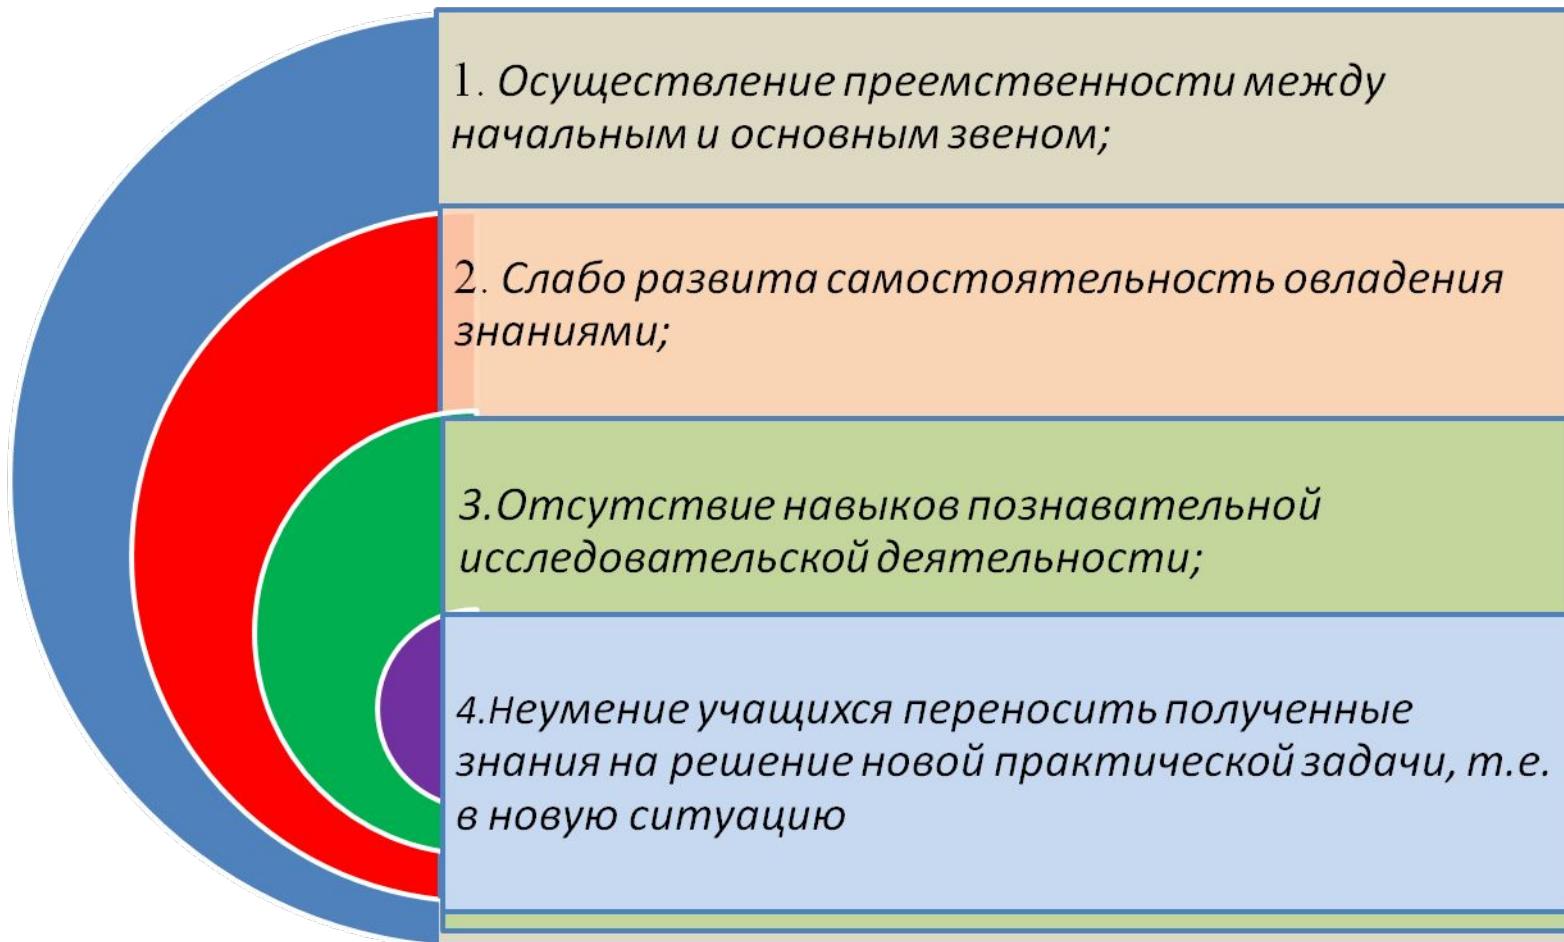 1. Осуществление преемственности между
начальным и основным звеном;
2. Слабо развита самостоятельность овладения
знаниями;
3.Отсутствие навыков познавательной
исследовательской деятельности;
4.Неумение учащихся переносить полученные
знания на решение новой практической задачи, т.е.
в новую ситуацию